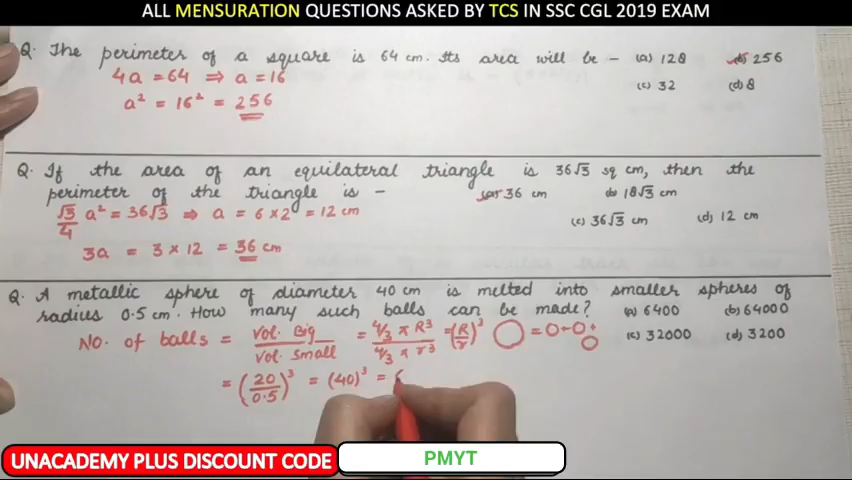 ALL MENSURATION QUESTIONS ASKED BY TCS IN SSC CGL 2019 EXAM
Q. The perimeter of a square is 64 cm. Its area will be - (a) 128 (b) 256
4a = 64 ⇒ a = 16 (c) 32 (d) 8
a² = 16² = 256
Q. If the area of an equilateral triangle is 36√3 sq cm, then the
perimeter of the triangle is - (a) 36 cm (b) 18√3 cm
√3/4 a² = 36√3 ⇒ a = 6 × 2 = 12 cm (c) 36√3 cm (d) 12 cm
3a = 3 × 12 = 36 cm
Q. A metallic sphere of diameter 40 cm is melted into smaller spheres of
radius 0.5 cm. How many such balls can be made? (a) 6400 (b) 64000
No. of balls = Vol. Big / Vol. Small = 4/3 π R³ / 4/3 π r³ = (R/r)³ = + + (c) 32000 (d) 3200
= (20/0.5)³ = (40)³ =
UNACADEMY PLUS DISCOUNT CODE PMYT